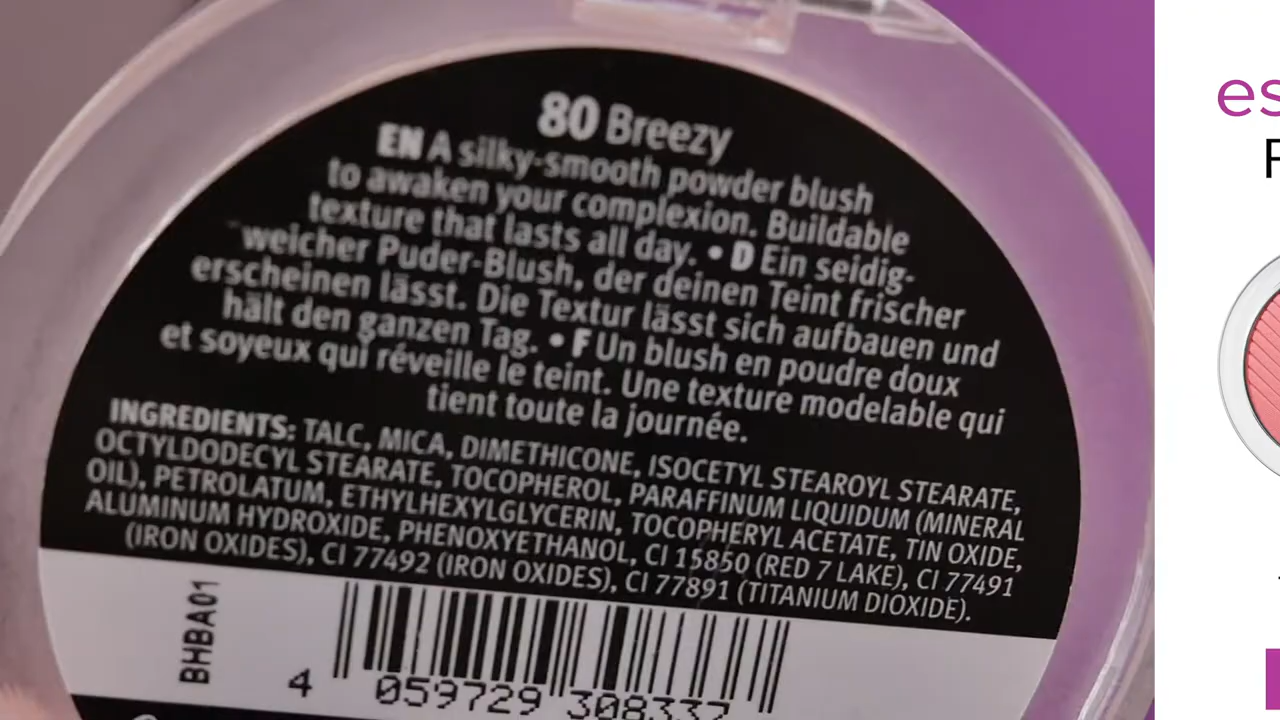 80 Breezy
EN A silky-smooth powder blush
to awaken your complexion. Buildable
texture that lasts all day. • D Ein seidig-
weicher Puder-Blush, der deinen Teint frischer
erscheinen lässt. Die Textur lässt sich aufbauen und
hält den ganzen Tag. • F Un blush en poudre doux
et soyeux qui réveille le teint. Une texture modelable qui
tient toute la journée.
INGREDIENTS: TALC, MICA, DIMETHICONE, ISOCETYL STEAROYL STEARATE,
OCTYLDODECYL STEARATE, TOCOPHEROL, PARAFFINUM LIQUIDUM (MINERAL
OIL), PETROLATUM, ETHYLHEXYLGLYCERIN, TOCOPHERYL ACETATE, TIN OXIDE,
ALUMINUM HYDROXIDE, PHENOXYETHANOL, CI 15850 (RED 7 LAKE), CI 77491
(IRON OXIDES), CI 77492 (IRON OXIDES), CI 77891 (TITANIUM DIOXIDE).
BHBA01
4 059729 308337
es